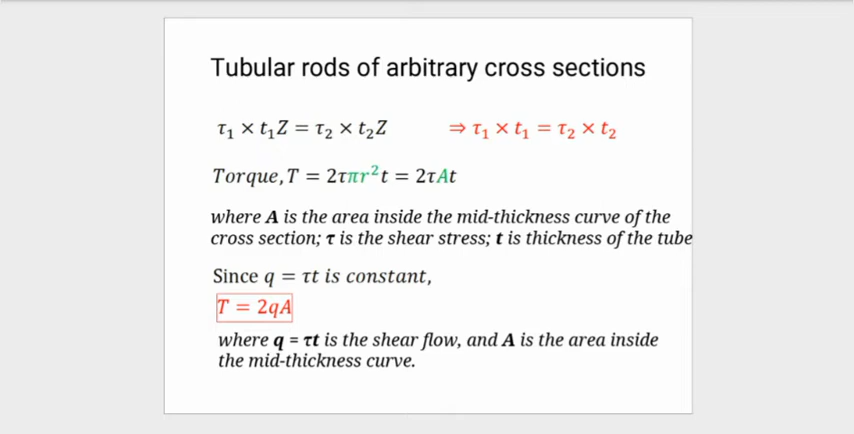 Tubular rods of arbitrary cross sections
τ₁ × t₁Z = τ₂ × t₂Z ⇒ τ₁ × t₁ = τ₂ × t₂
Torque, T = 2τπr²t = 2τAt
where A is the area inside the mid-thickness curve of the
cross section; τ is the shear stress; t is thickness of the tube
Since q = τt is constant,
T = 2qA
where q = τt is the shear flow, and A is the area inside
the mid-thickness curve.